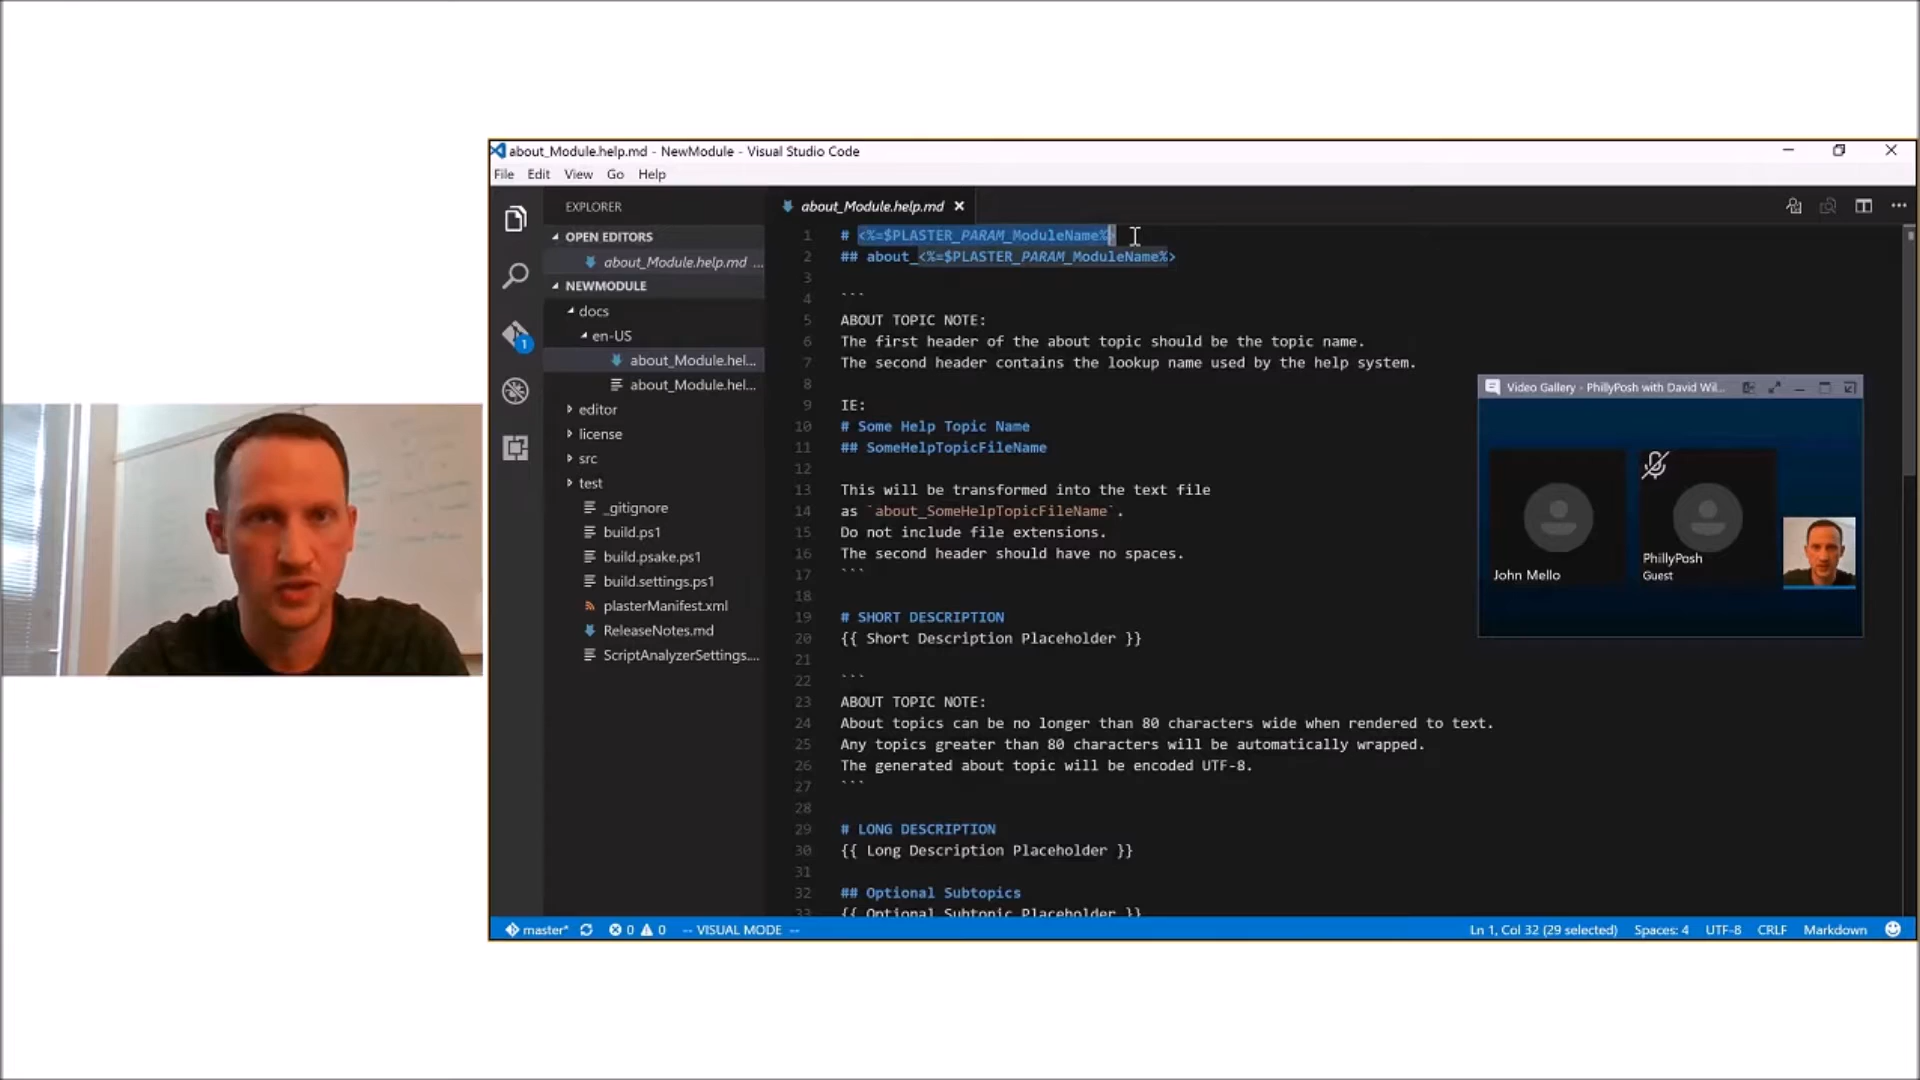 about_Module.help.md - NewModule - Visual Studio Code
File Edit View Go Help
EXPLORER
OPEN EDITORS
about_Module.help.md ...
NEWMODULE
docs
en-US
about_Module.hel...
about_Module.hel...
editor
license
src
test
_gitignore
build.ps1
build.psake.ps1
build.settings.ps1
plasterManifest.xml
ReleaseNotes.md
ScriptAnalyzerSettings....
1
about_Module.help.md
1 # <%=$PLASTER_PARAM_ModuleName%>
2 ## about_<%=$PLASTER_PARAM_ModuleName%>
3
4 ```
5 ABOUT TOPIC NOTE:
6 The first header of the about topic should be the topic name.
7 The second header contains the lookup name used by the help system.
8
9 IE:
10 # Some Help Topic Name
11 ## SomeHelpTopicFileName
12
13 This will be transformed into the text file
14 as `about_SomeHelpTopicFileName`.
15 Do not include file extensions.
16 The second header should have no spaces.
17 ```
18
19 # SHORT DESCRIPTION
20 {{ Short Description Placeholder }}
21
22 ```
23 ABOUT TOPIC NOTE:
24 About topics can be no longer than 80 characters wide when rendered to text.
25 Any topics greater than 80 characters will be automatically wrapped.
26 The generated about topic will be encoded UTF-8.
27 ```
28
29 # LONG DESCRIPTION
30 {{ Long Description Placeholder }}
31
32 ## Optional Subtopics
33 {{ Optional Subtopic Placeholder }}
Video Gallery - PhillyPosh with David Wil...
John Mello
PhillyPosh
Guest
master* 0 0 -- VISUAL MODE -- Ln 1, Col 32 (29 selected) Spaces: 4 UTF-8 CRLF Markdown